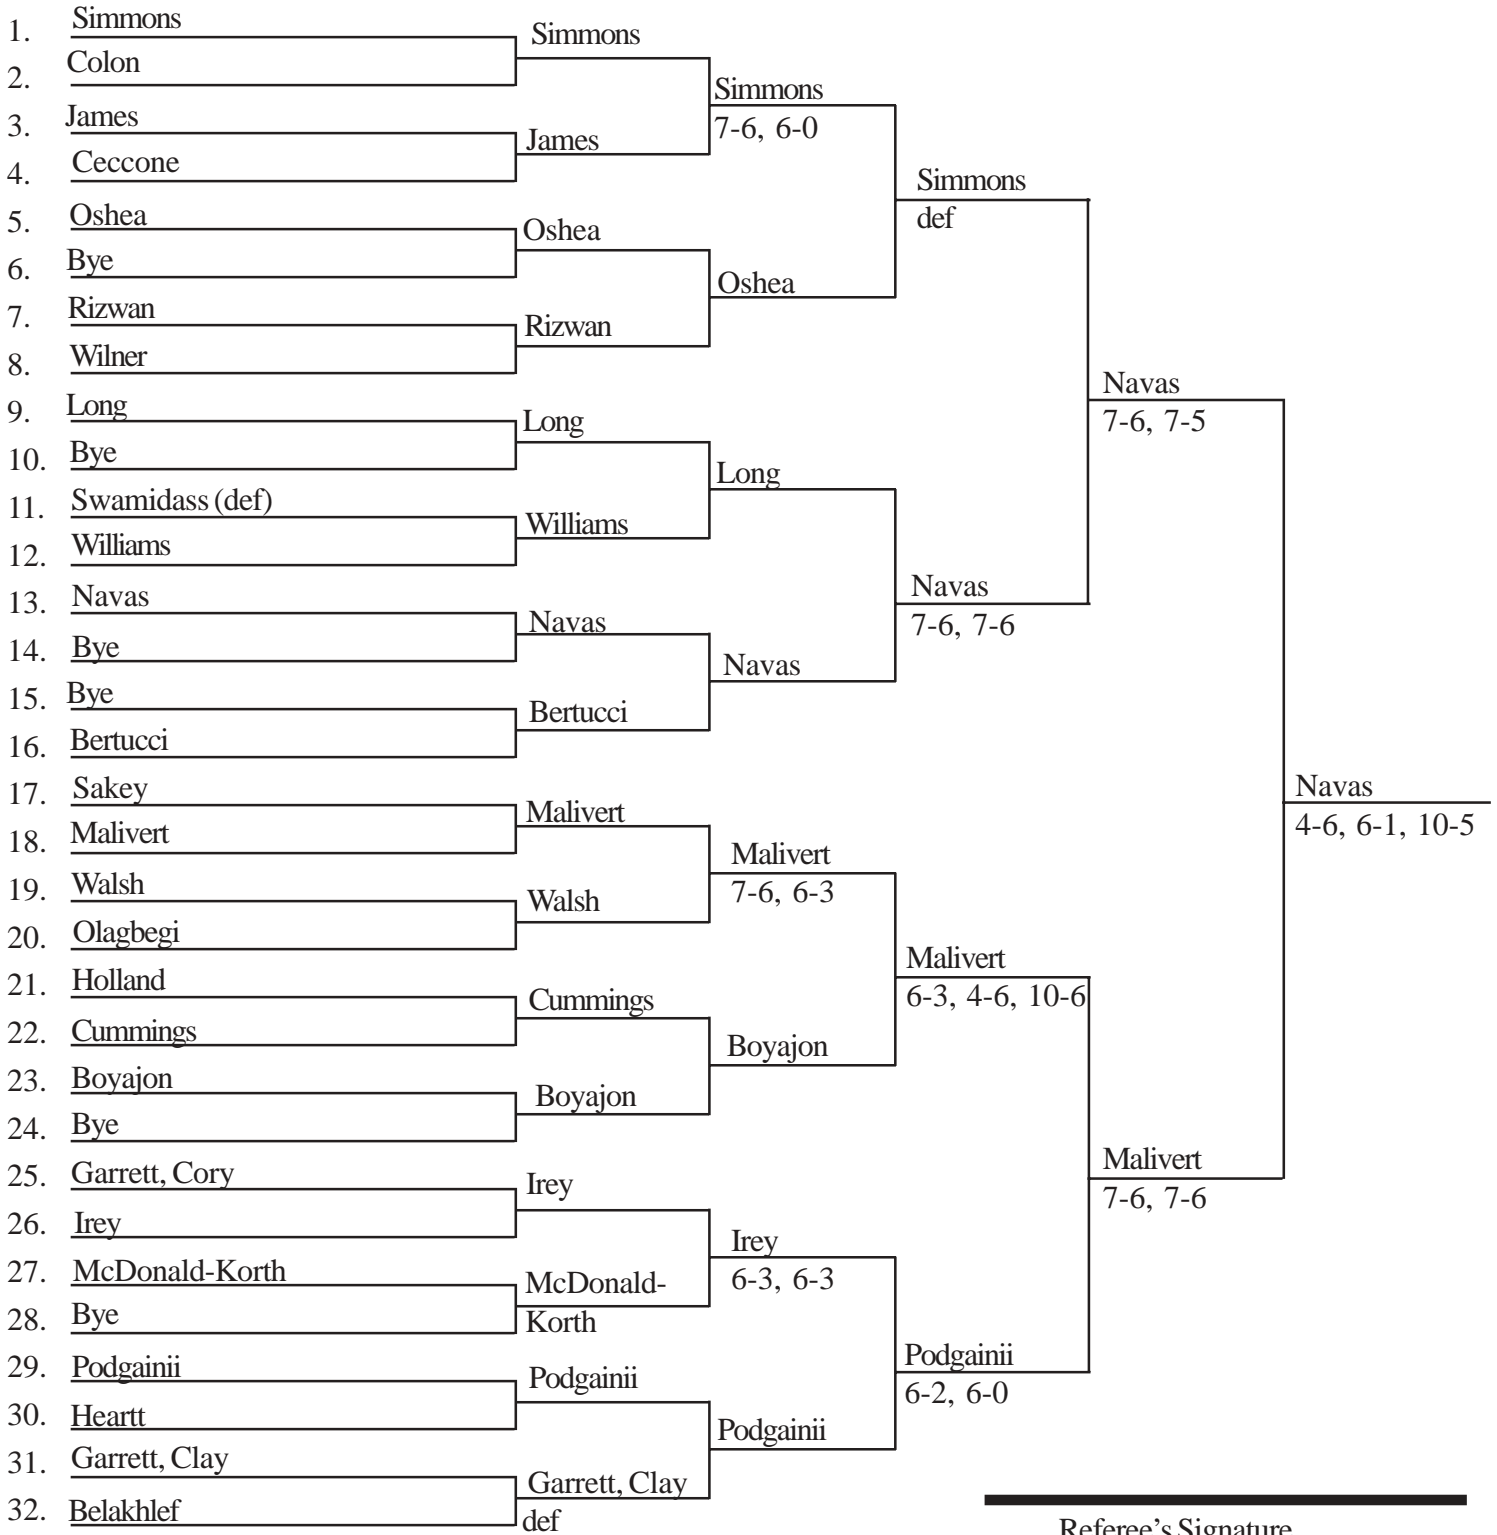 1. Simmons
2. Colon
3. James
4. Ceccone
5. Oshea
6. Bye
7. Rizwan
8. Wilner
9. Long
10. Bye
11. Swamidass (def)
12. Williams
13. Navas
14. Bye
15. Bye
16. Bertucci
17. Sakey
18. Malivert
19. Walsh
20. Olagbegi
21. Holland
22. Cummings
23. Boyajon
24. Bye
25. Garrett, Cory
26. Irey
27. McDonald-Korth
28. Bye
29. Podgainii
30. Heartt
31. Garrett, Clay
32. Belakhlef
Simmons
James
Oshea
Rizwan
Long
Williams
Navas
Bertucci
Malivert
Walsh
Cummings
Boyajon
Irey
McDonald-
Korth
Podgainii
Garrett, Clay
def
Simmons
7-6, 6-0
Oshea
Long
Navas
Malivert
7-6, 6-3
Boyajon
Irey
6-3, 6-3
Podgainii
Simmons
def
Navas
7-6, 7-6
Malivert
6-3, 4-6, 10-6
Podgainii
6-2, 6-0
Navas
7-6, 7-5
Malivert
7-6, 7-6
Navas
4-6, 6-1, 10-5
Referee's Signature